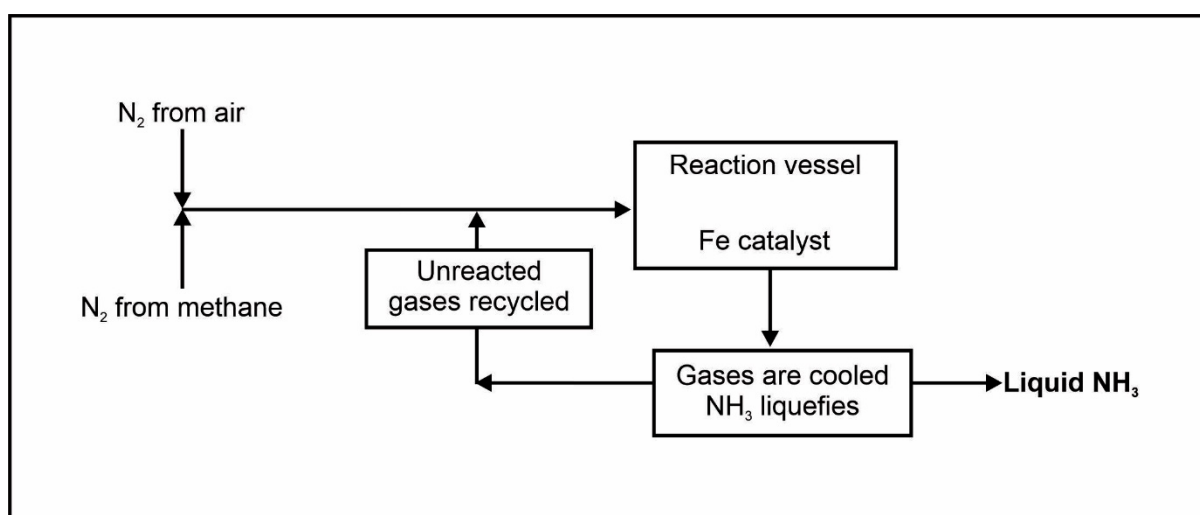 N₂ from air
Reaction vessel
Fe catalyst
Unreacted
gases recycled
N₂ from methane
Gases are cooled
NH₃ liquefies
Liquid NH₃